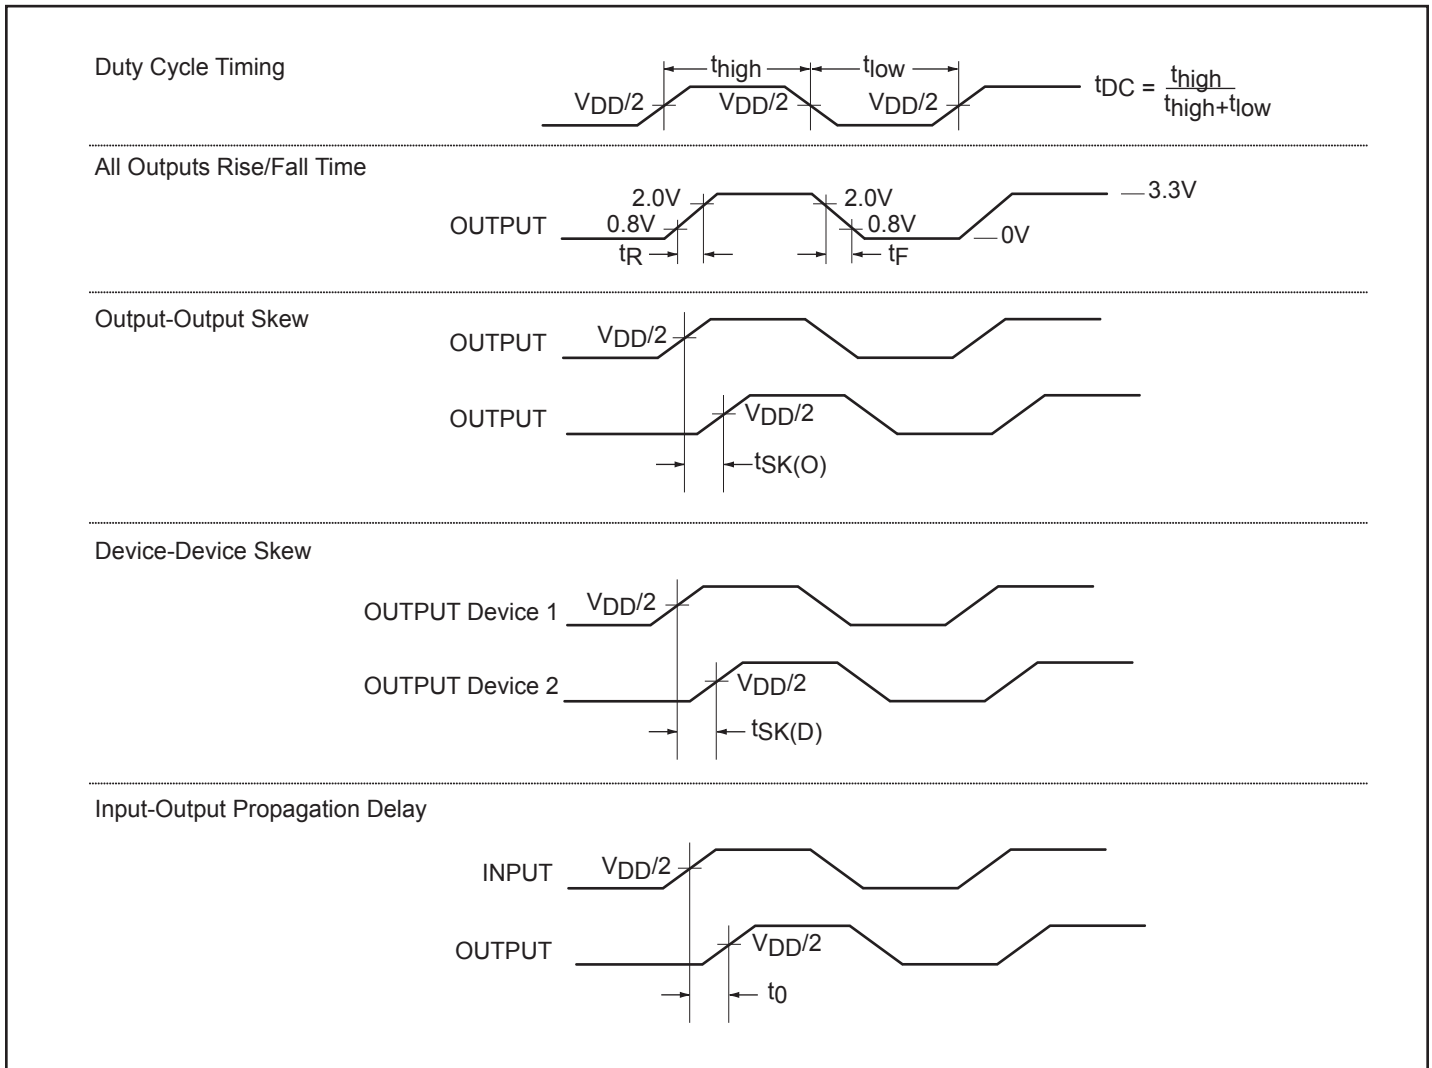 Duty Cycle Timing
thigh
tlow
VDD/2
VDD/2
VDD/2
tDC = thigh
thigh+tlow
All Outputs Rise/Fall Time
OUTPUT
2.0V
0.8V
2.0V
0.8V
3.3V
0V
tR
tF
Output-Output Skew
OUTPUT
VDD/2
OUTPUT
VDD/2
tSK(O)
Device-Device Skew
OUTPUT Device 1
VDD/2
OUTPUT Device 2
VDD/2
tSK(D)
Input-Output Propagation Delay
INPUT
VDD/2
OUTPUT
VDD/2
t0